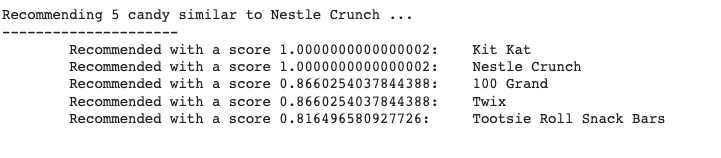 Recommending 5 candy similar to Nestle Crunch ...
---------------------
Recommended with a score 1.0000000000000002: Kit Kat
Recommended with a score 1.0000000000000002: Nestle Crunch
Recommended with a score 0.8660254037844388: 100 Grand
Recommended with a score 0.8660254037844388: Twix
Recommended with a score 0.816496580927726: Tootsie Roll Snack Bars